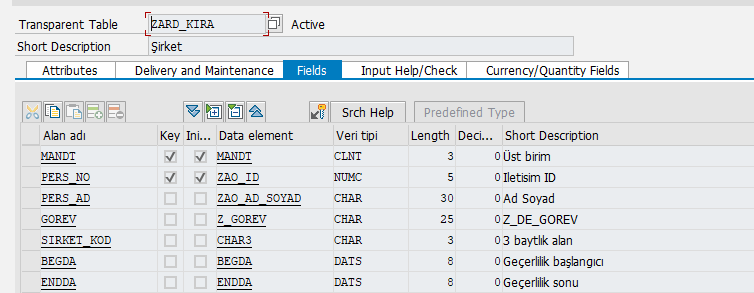 Transparent Table ZARD_KIRA Active
Short Description Şirket
Attributes Delivery and Maintenance Fields Input Help/Check Currency/Quantity Fields
Srch Help Predefined Type
Alan adı Key Ini... Data element Veri tipi Length Deci... Short Description
MANDT MANDT CLNT 3 0 Üst birim
PERS_NO ZAO_ID NUMC 5 0 Iletisim ID
PERS_AD ZAO_AD_SOYAD CHAR 30 0 Ad Soyad
GOREV Z_GOREV CHAR 25 0 Z_DE_GOREV
SIRKET_KOD CHAR3 CHAR 3 0 3 baytlık alan
BEGDA BEGDA DATS 8 0 Geçerlilik başlangıcı
ENDDA ENDDA DATS 8 0 Geçerlilik sonu